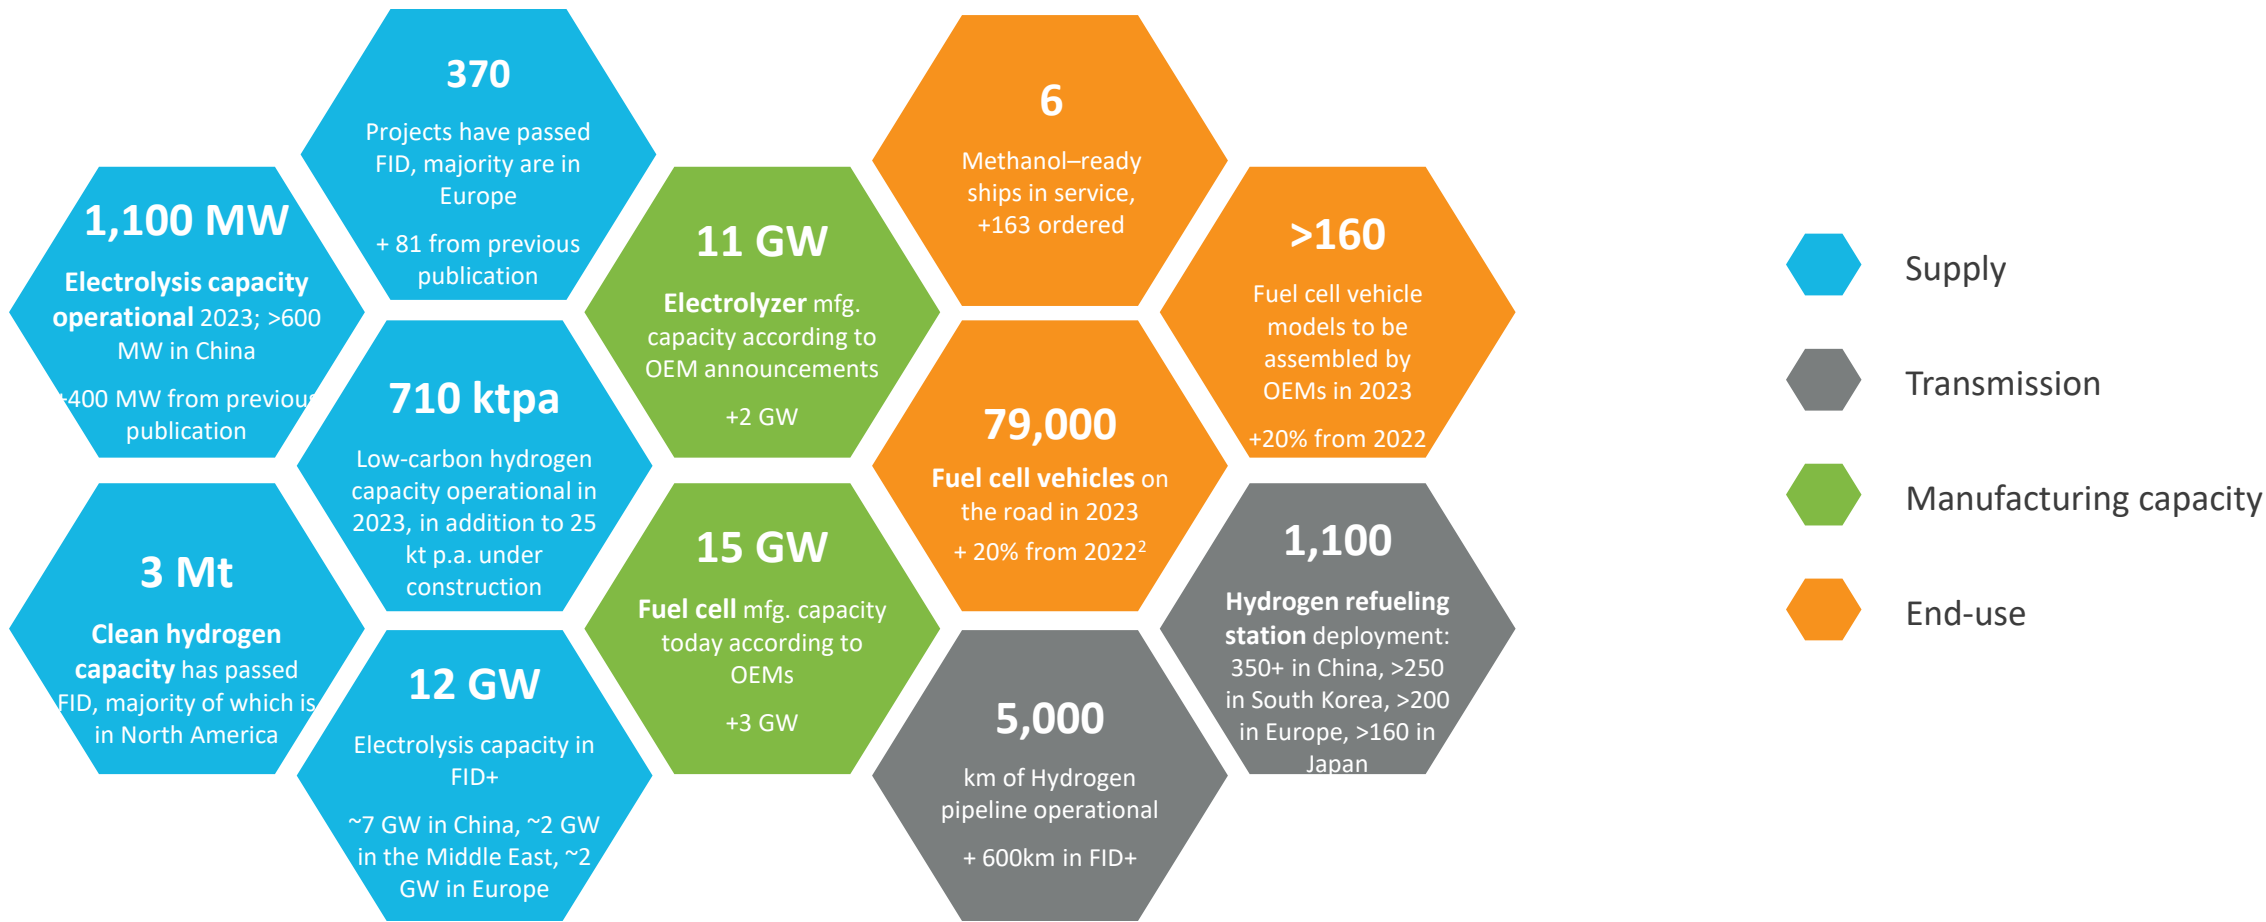 370
Projects have passed
FID, majority are in
Europe
+ 81 from previous
publication
1,100 MW
Electrolysis capacity
operational 2023; >600
MW in China
+400 MW from previous
publication
710 ktpa
Low-carbon hydrogen
capacity operational in
2023, in addition to 25
kt p.a. under
construction
3 Mt
Clean hydrogen
capacity has passed
FID, majority of which is
in North America
12 GW
Electrolysis capacity in
FID+
~7 GW in China, ~2 GW
in the Middle East, ~2
GW in Europe
11 GW
Electrolyzer mfg.
capacity according to
OEM announcements
+2 GW
15 GW
Fuel cell mfg. capacity
today according to
OEMs
+3 GW
6
Methanol–ready
ships in service,
+163 ordered
>160
Fuel cell vehicle
models to be
assembled by
OEMs in 2023
+20% from 2022
79,000
Fuel cell vehicles on
the road in 2023
+ 20% from 2022²
1,100
Hydrogen refueling
station deployment:
350+ in China, >250
in South Korea, >200
in Europe, >160 in
Japan
5,000
km of Hydrogen
pipeline operational
+ 600km in FID+
Supply
Transmission
Manufacturing capacity
End-use